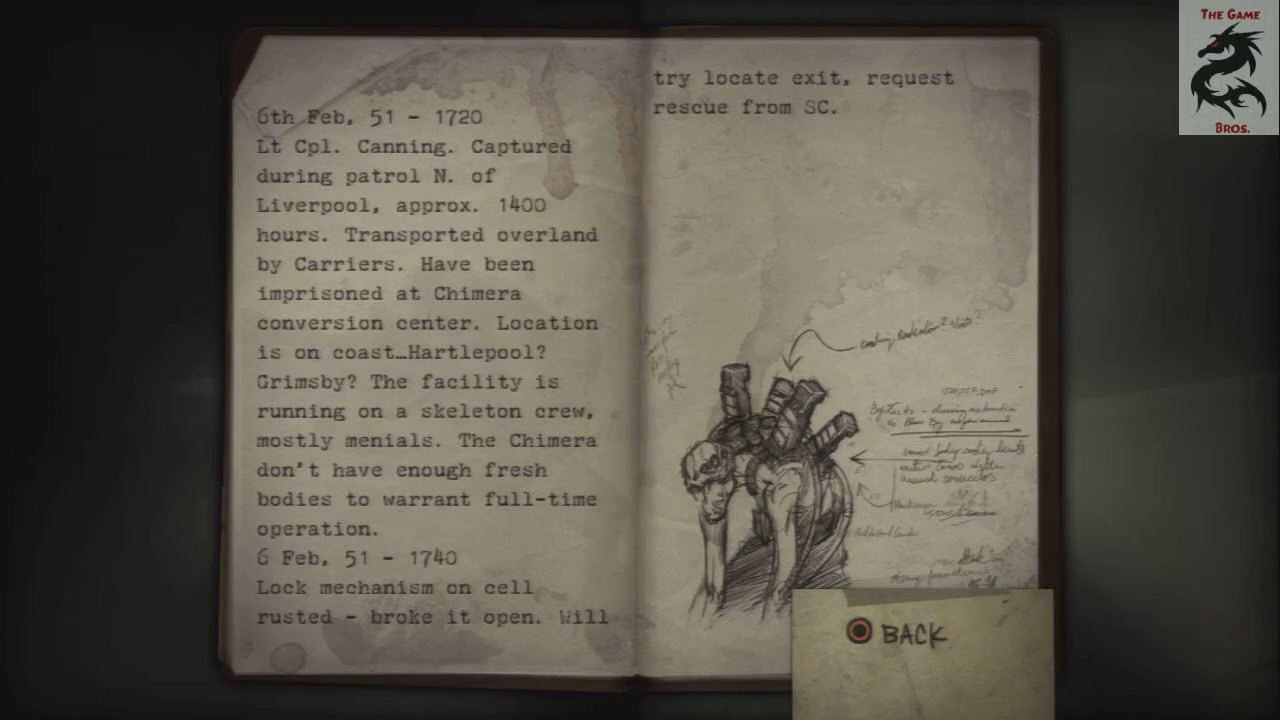 THE GAME
BROS.
6th Feb, 51 - 1720
Lt Cpl. Canning. Captured
during patrol N. of
Liverpool, approx. 1400
hours. Transported overland
by Carriers. Have been
imprisoned at Chimera
conversion center. Location
is on coast…Hartlepool?
Grimsby? The facility is
running on a skeleton crew,
mostly menials. The Chimera
don't have enough fresh
bodies to warrant full-time
operation.
6 Feb, 51 - 1740
Lock mechanism on cell
rusted - broke it open. Will
try locate exit, request
rescue from SC.
BACK